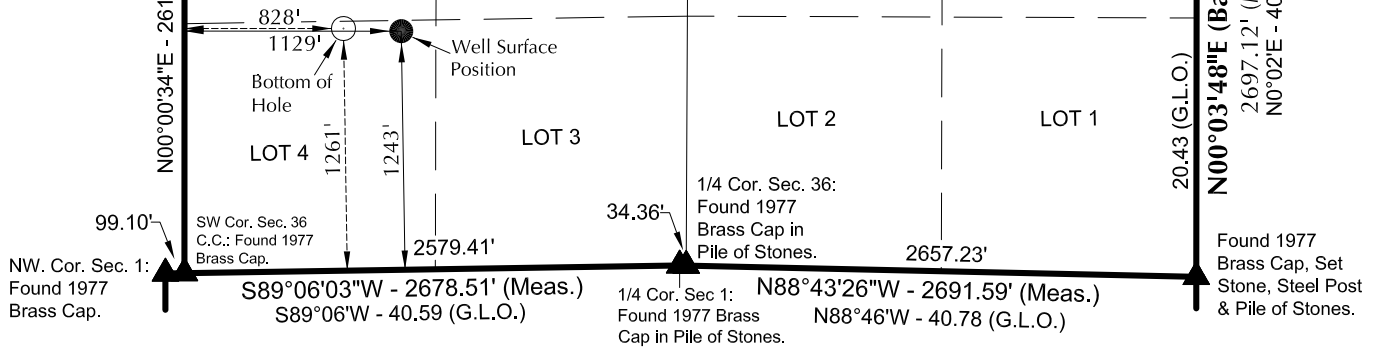 N00°00'34"E - 261
828'
1129'
Well Surface
Position
Bottom of
Hole
1261'
1243'
LOT 4
LOT 3
LOT 2
LOT 1
20.43 (G.L.O.)
N00°03'48"E (Ba
2697.12' (
N0°02'E - 40
99.10'
SW Cor. Sec. 36
C.C.: Found 1977
Brass Cap.
NW. Cor. Sec. 1:
Found 1977
Brass Cap.
2579.41'
34.36'
1/4 Cor. Sec. 36:
Found 1977
Brass Cap in
Pile of Stones.
2657.23'
Found 1977
Brass Cap, Set
Stone, Steel Post
& Pile of Stones.
S89°06'03"W - 2678.51' (Meas.)
S89°06'W - 40.59 (G.L.O.)
1/4 Cor. Sec 1:
Found 1977 Brass
Cap in Pile of Stones.
N88°43'26"W - 2691.59' (Meas.)
N88°46'W - 40.78 (G.L.O.)